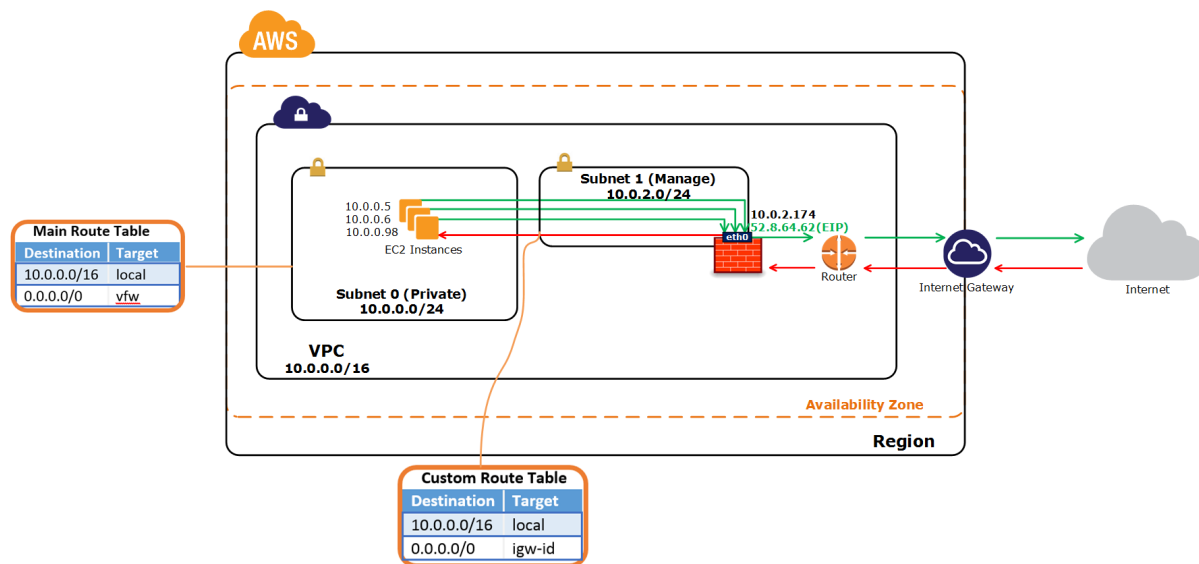 AWS
Subnet 1 (Manage)
10.0.2.0/24
10.0.0.5
10.0.0.6
10.0.0.98
EC2 Instances
Subnet 0 (Private)
10.0.0.0/24
eth0
10.0.2.174
52.8.64.62(EIP)
Router
Internet Gateway
Internet
VPC
10.0.0.0/16
Availability Zone
Region
Main Route Table
Destination Target
10.0.0.0/16 local
0.0.0.0/0 vfw
Custom Route Table
Destination Target
10.0.0.0/16 local
0.0.0.0/0 igw-id